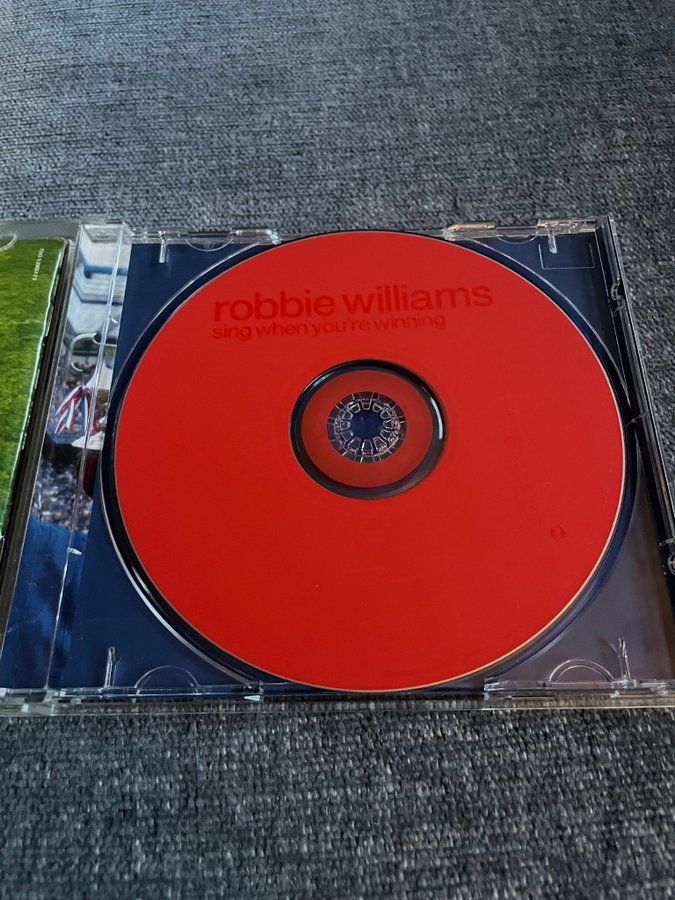 robbie williams
sing when you're winning